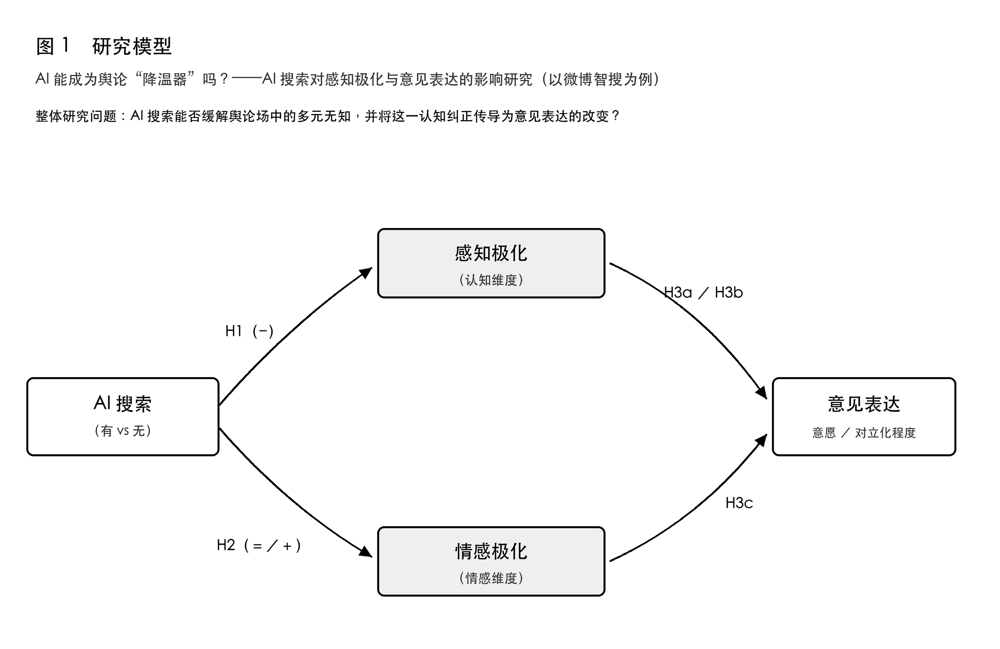 图 1　研究模型
AI 能成为舆论“降温器”吗？——AI 搜索对感知极化与意见表达的影响研究（以微博智搜为例）
整体研究问题：AI 搜索能否缓解舆论场中的多元无知，并将这一认知纠正传导为意见表达的改变？
感知极化
（认知维度）
H3a ／ H3b
H1（−）
AI 搜索
（有 vs 无）
意见表达
意愿 ／ 对立化程度
H3c
H2（＝／＋）
情感极化
（情感维度）